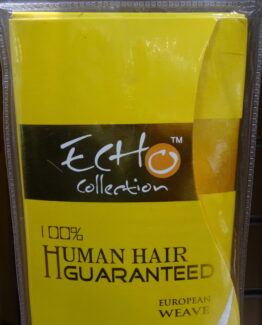 ECHO™
Collection
100%
HUMAN HAIR
GUARANTEED
EUROPEAN
WEAVE